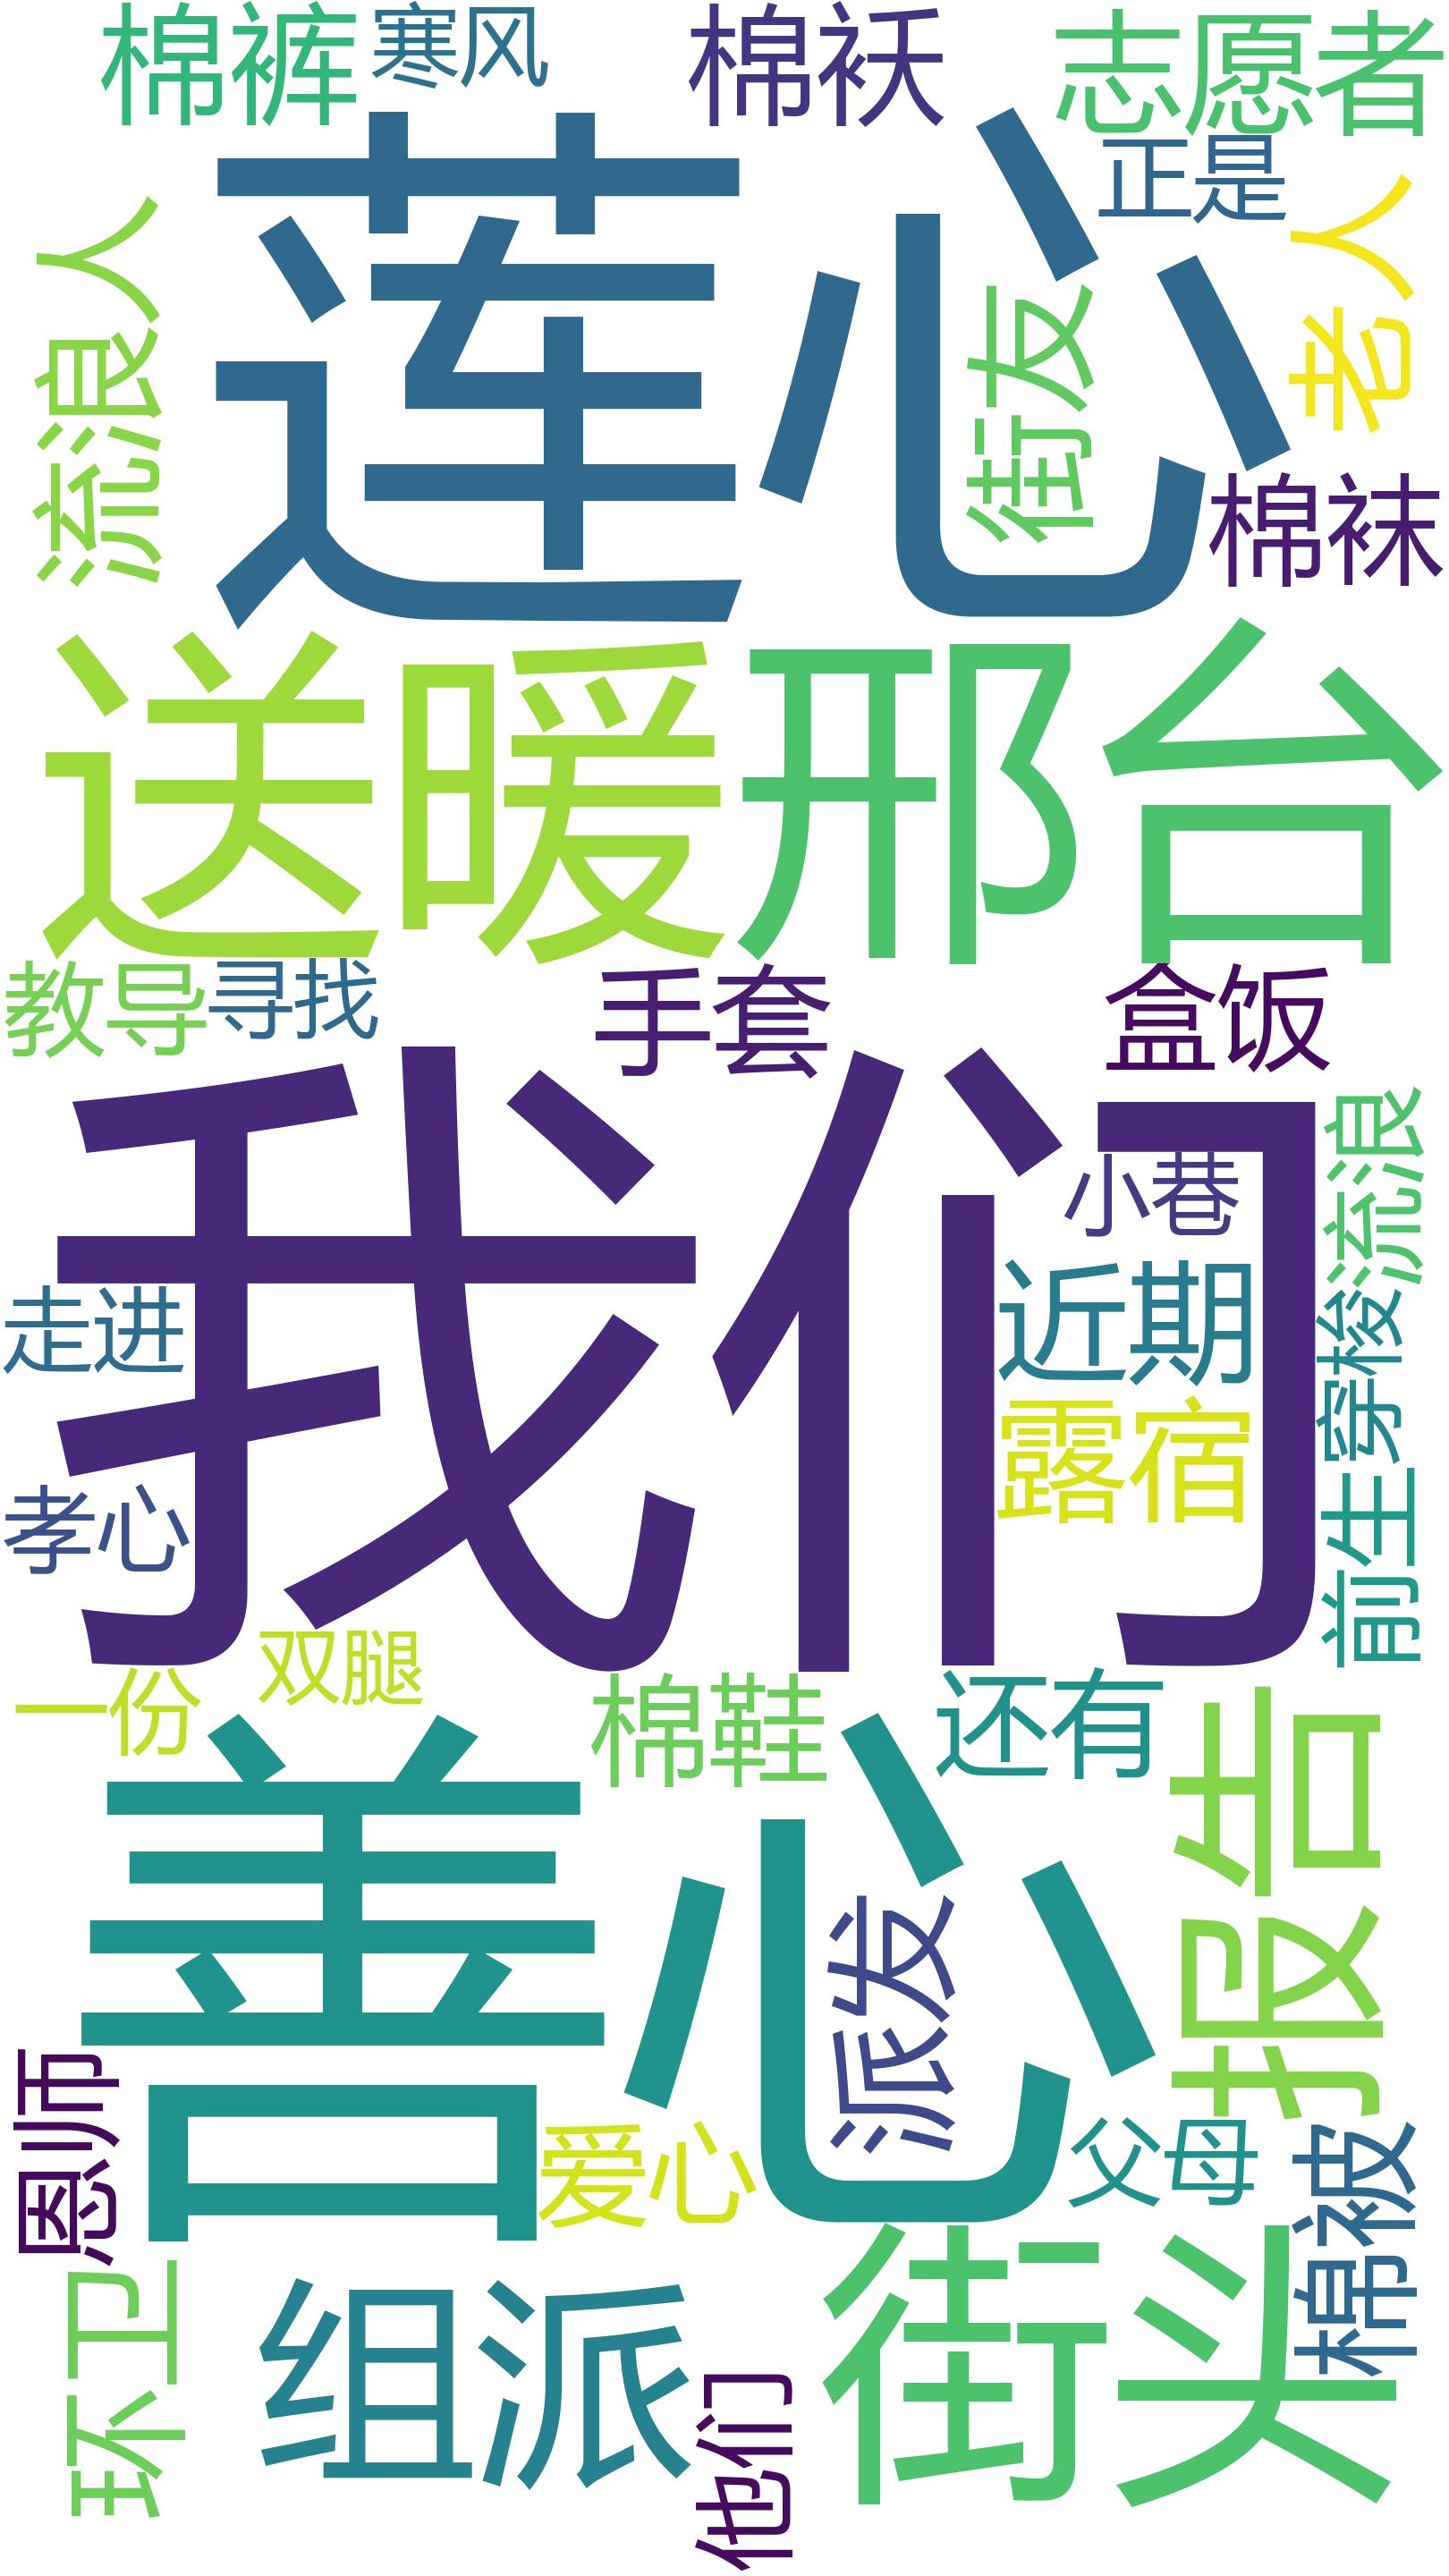 棉裤
寒风
棉袄
志愿者
莲心
正是
流浪人
街友
老人
棉袜
送暖
邢台
教导
寻找
手套
盒饭
我们
小巷
流浪
走进
近期
穿梭
露宿
孝心
前生
一份
双腿
棉鞋
还有
善心
报告
派发
恩师
爱心
父母
棉被
环卫
组派
街头
他们